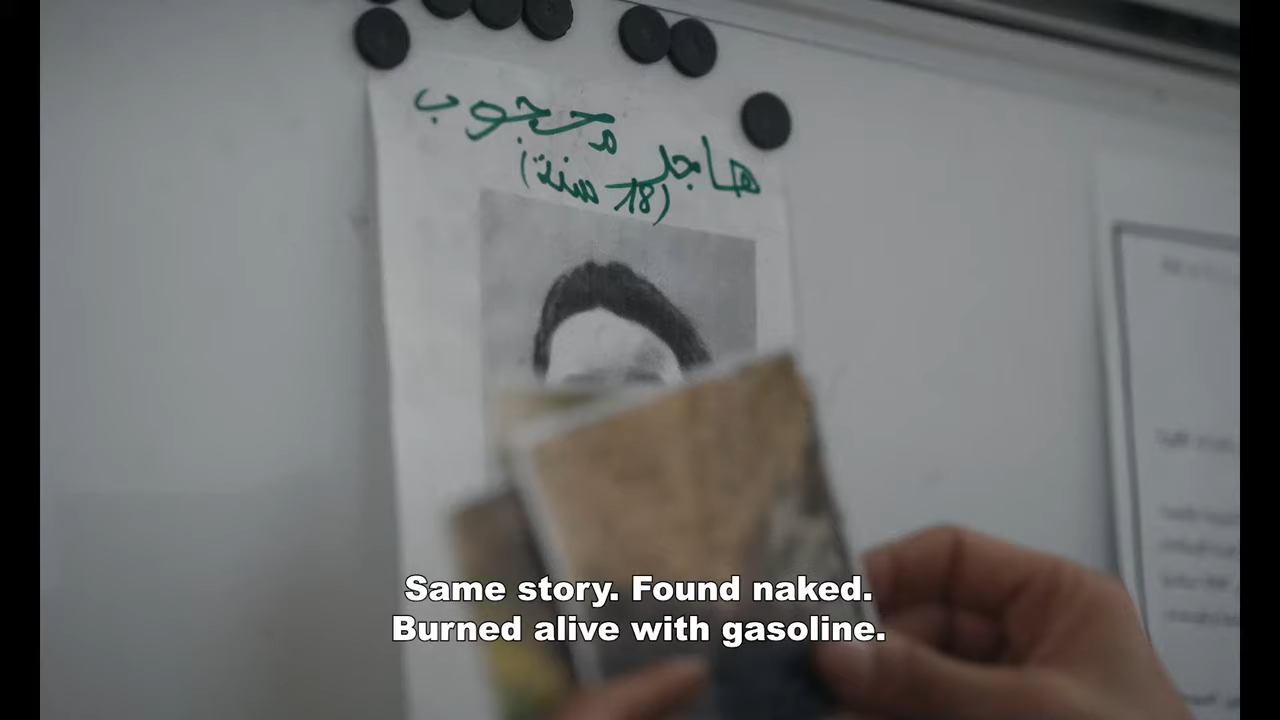 هاجر محجوب
(18 سنة)
Same story. Found naked.
Burned alive with gasoline.